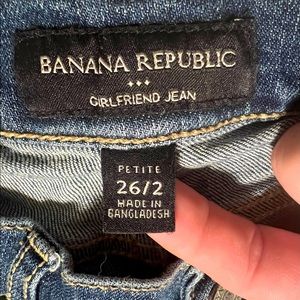 BANANA REPUBLIC
GIRLFRIEND JEAN
PETITE
26/2
MADE IN
BANGLADESH